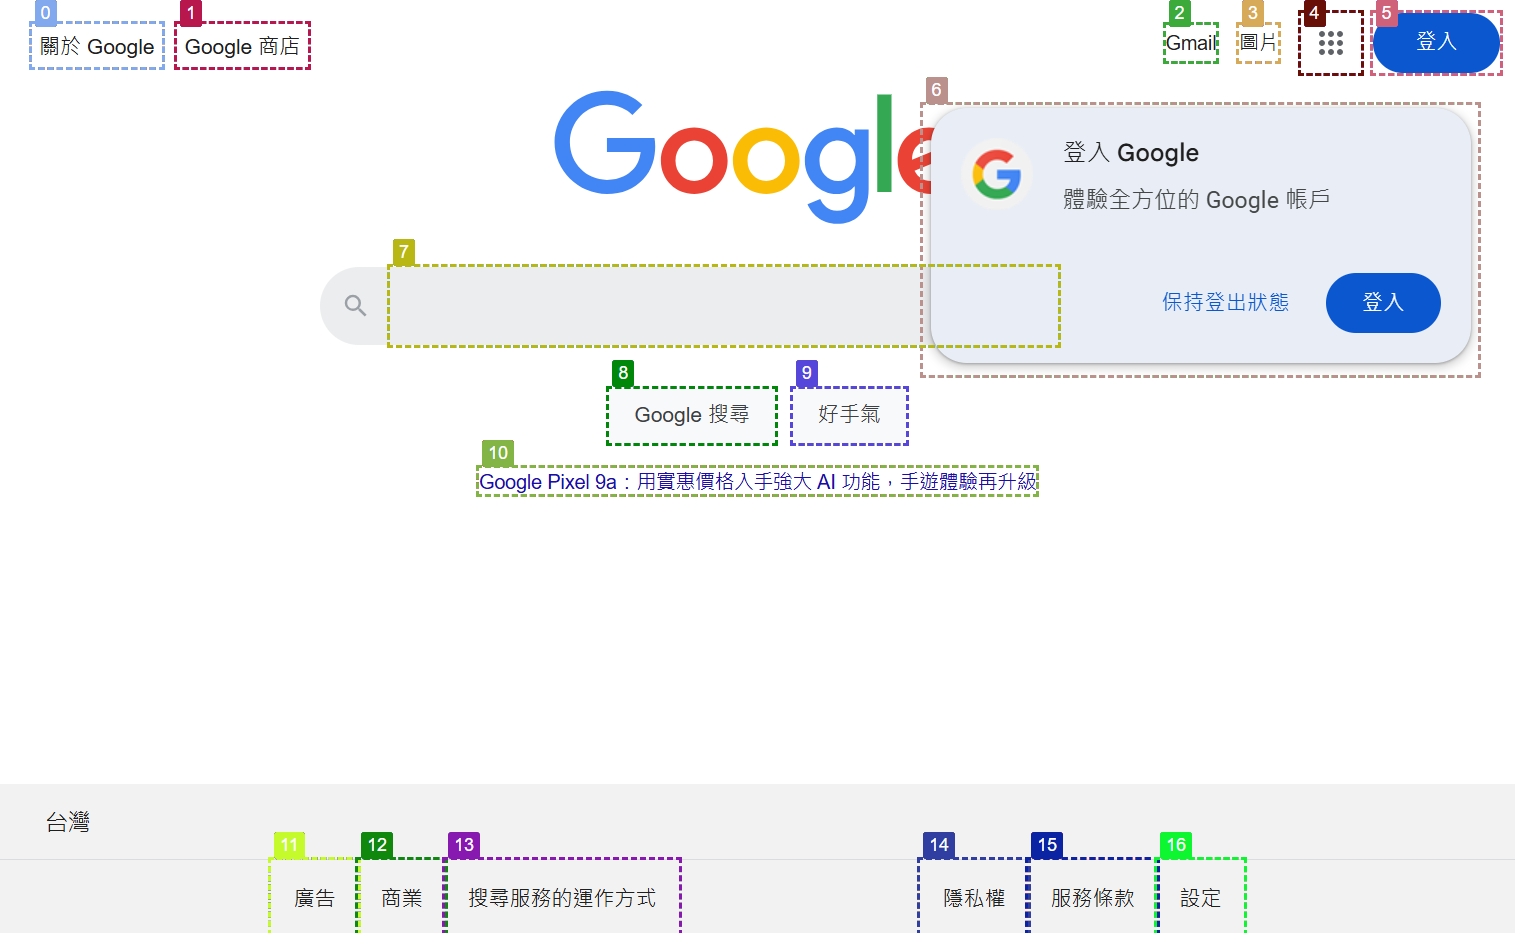 0 1 2 3 4 5
關於 Google Google 商店 Gmail 圖片 登入
6
Google
登入 Google
體驗全方位的 Google 帳戶
7
保持登出狀態 登入
8 9
Google 搜尋 好手氣
10
Google Pixel 9a：用實惠價格入手強大 AI 功能，手遊體驗再升級
台灣
11 12 13 14 15 16
廣告 商業 搜尋服務的運作方式 隱私權 服務條款 設定